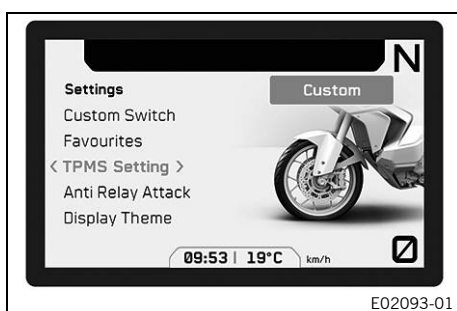 N
Settings
Custom
Custom Switch
Favourites
< TPMS Setting >
Anti Relay Attack
Display Theme
09:53 | 19°C km/h
0
E02093-01